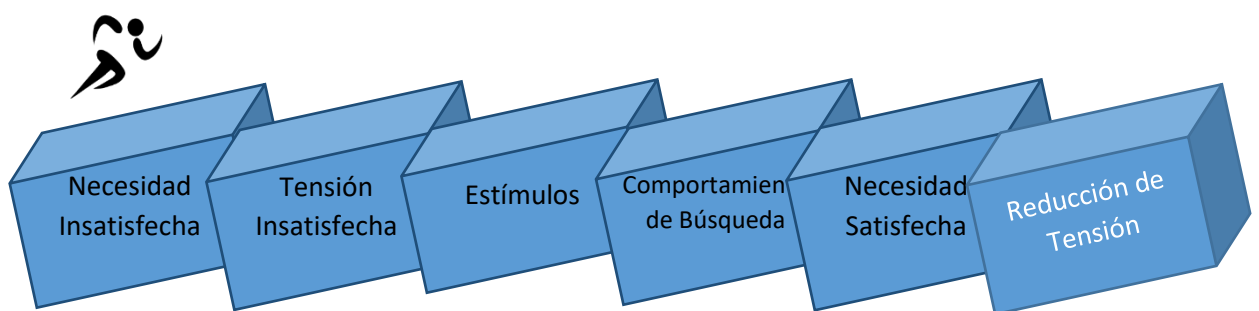 Necesidad
Insatisfecha
Tensión
Insatisfecha
Estímulos
Comportamien
de Búsqueda
Necesidad
Satisfecha
Reducción de
Tensión